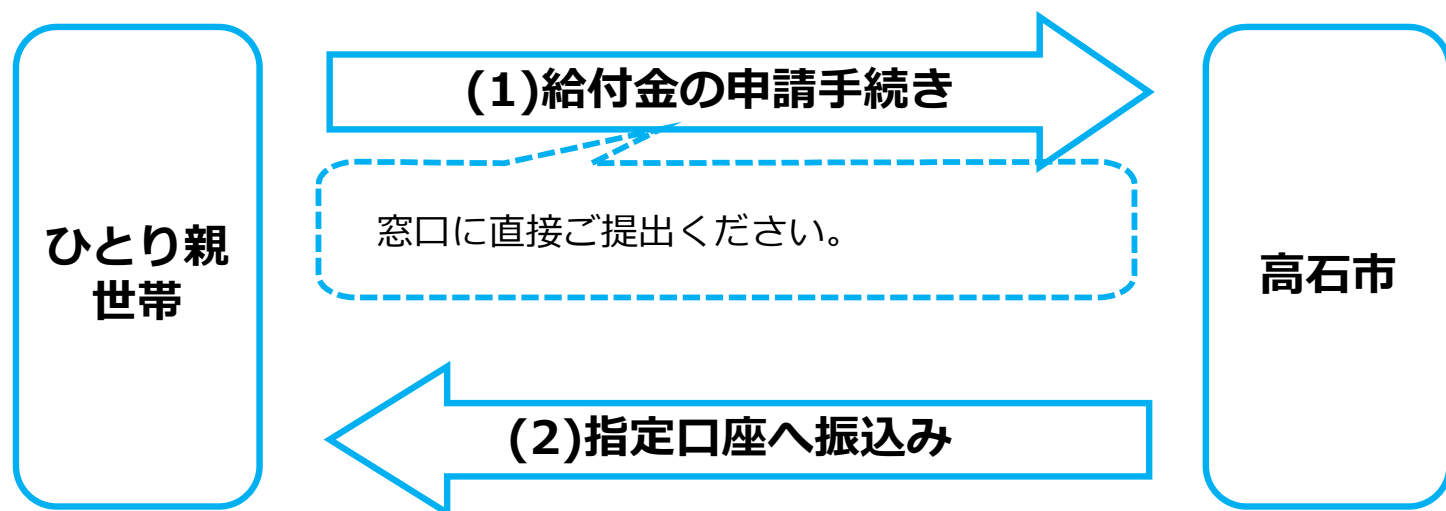 (1)給付金の申請手続き
窓口に直接ご提出ください。
ひとり親
世帯
高石市
(2)指定口座へ振込み